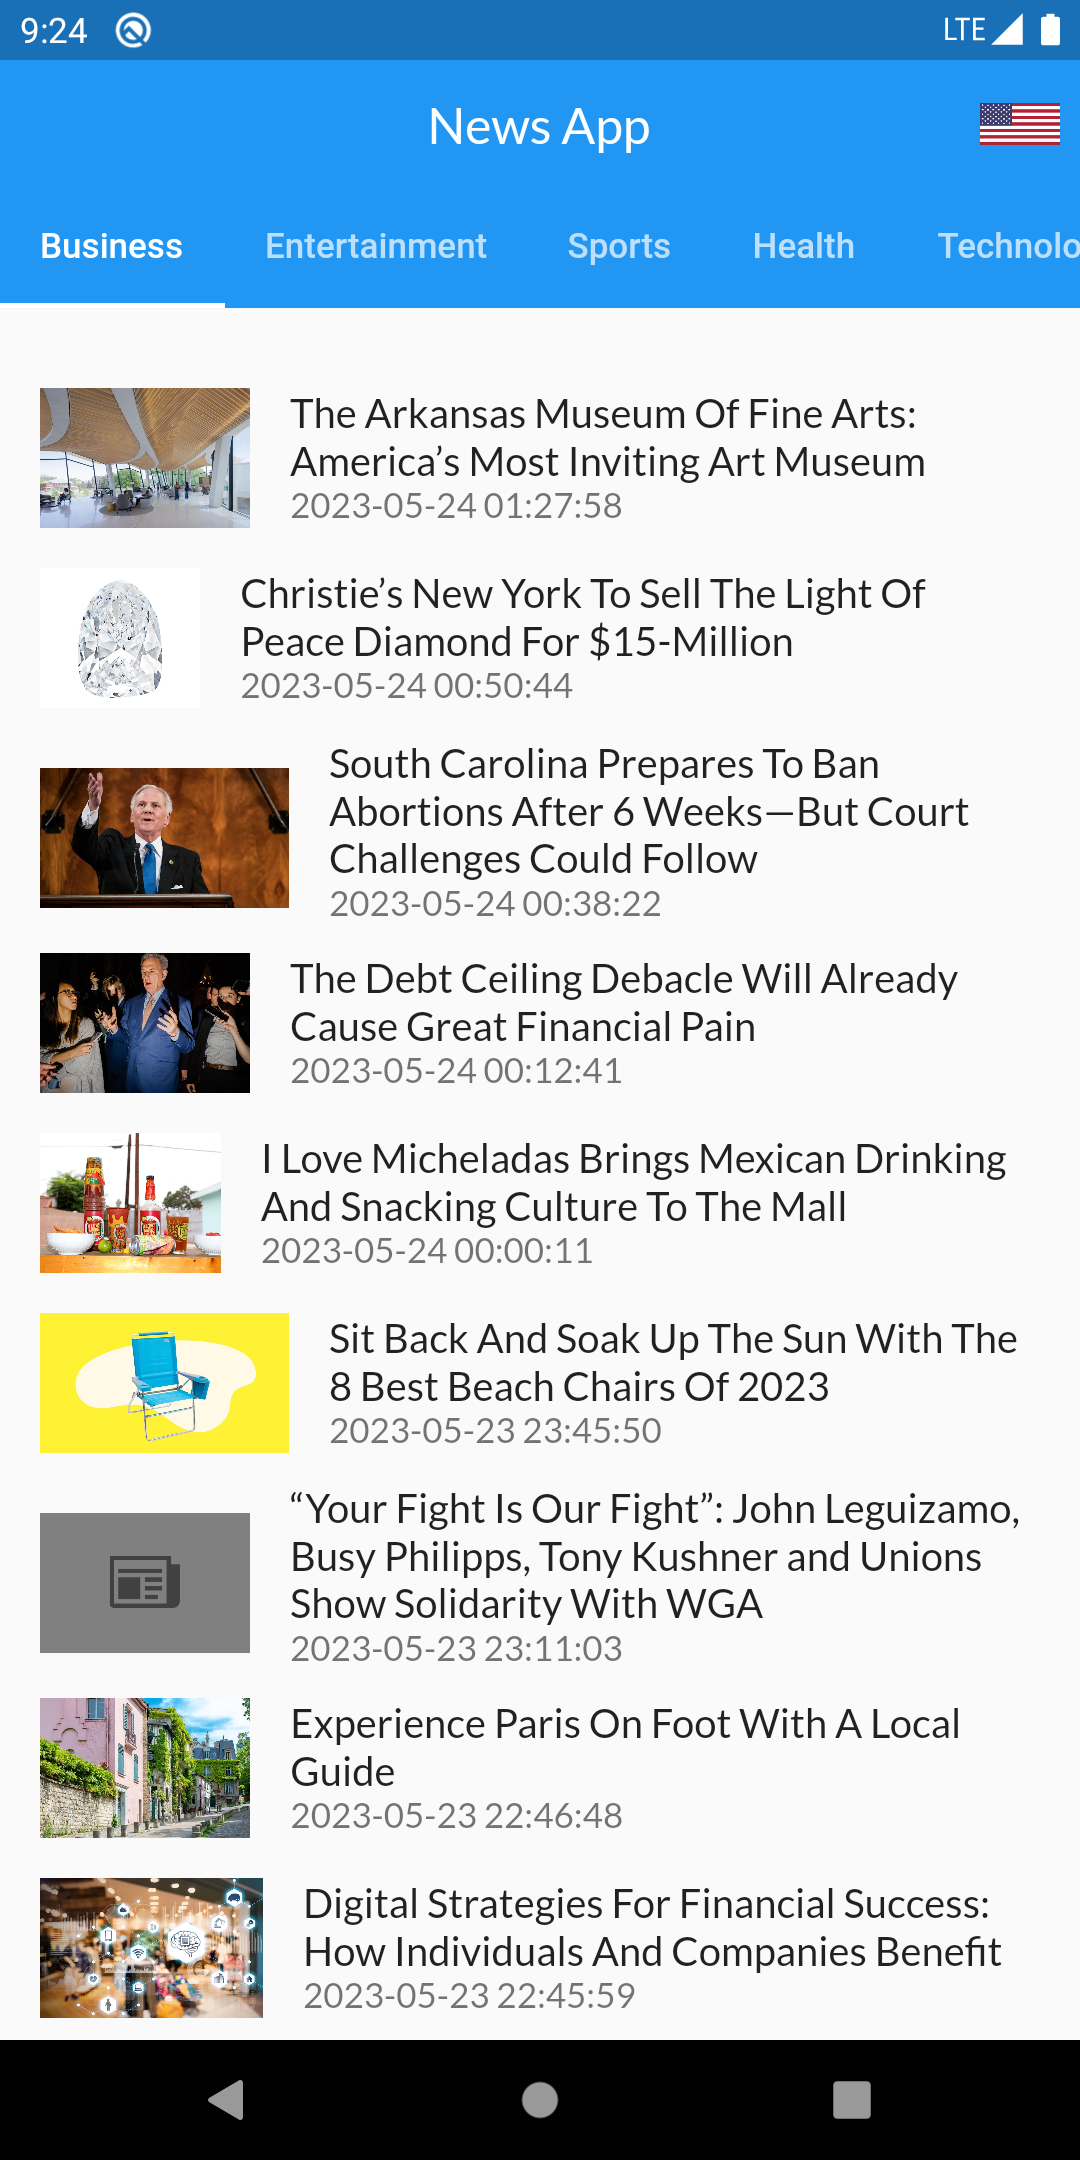 9:24
LTE
News App
Business Entertainment Sports Health Technolo
The Arkansas Museum Of Fine Arts:
America’s Most Inviting Art Museum
2023-05-24 01:27:58
Christie’s New York To Sell The Light Of
Peace Diamond For $15-Million
2023-05-24 00:50:44
South Carolina Prepares To Ban
Abortions After 6 Weeks—But Court
Challenges Could Follow
2023-05-24 00:38:22
The Debt Ceiling Debacle Will Already
Cause Great Financial Pain
2023-05-24 00:12:41
I Love Micheladas Brings Mexican Drinking
And Snacking Culture To The Mall
2023-05-24 00:00:11
Sit Back And Soak Up The Sun With The
8 Best Beach Chairs Of 2023
2023-05-23 23:45:50
“Your Fight Is Our Fight”: John Leguizamo,
Busy Philipps, Tony Kushner and Unions
Show Solidarity With WGA
2023-05-23 23:11:03
Experience Paris On Foot With A Local
Guide
2023-05-23 22:46:48
Digital Strategies For Financial Success:
How Individuals And Companies Benefit
2023-05-23 22:45:59